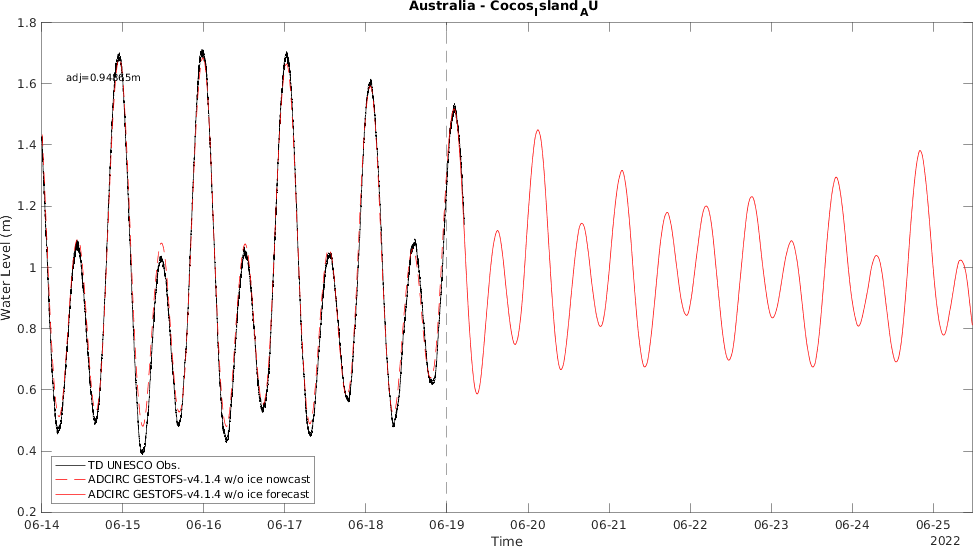 Australia - Cocos_Island_AU
1.8
1.6
1.4
1.2
1
0.8
0.6
0.4
0.2
Water Level (m)
adj=0.94865m
TD UNESCO Obs.
ADCIRC GESTOFS-v4.1.4 w/o ice nowcast
ADCIRC GESTOFS-v4.1.4 w/o ice forecast
06-14 06-15 06-16 06-17 06-18 06-19 06-20 06-21 06-22 06-23 06-24 06-25
Time
2022